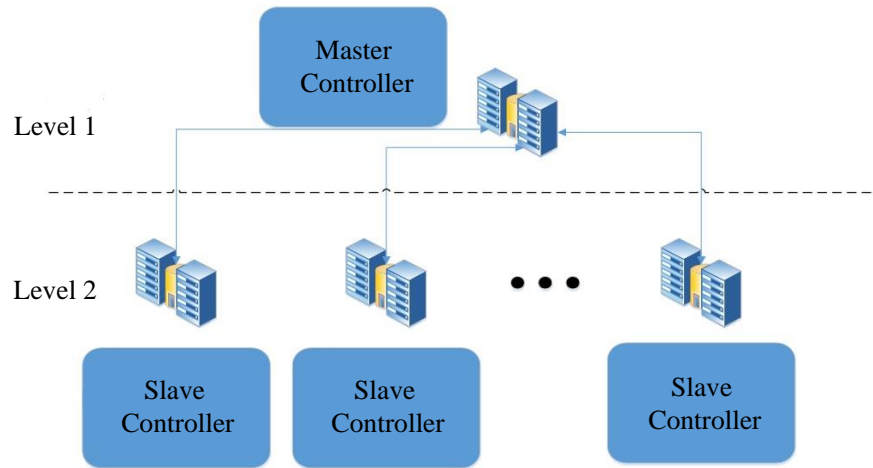 Master
Controller
Level 1
Level 2
Slave
Controller
Slave
Controller
Slave
Controller